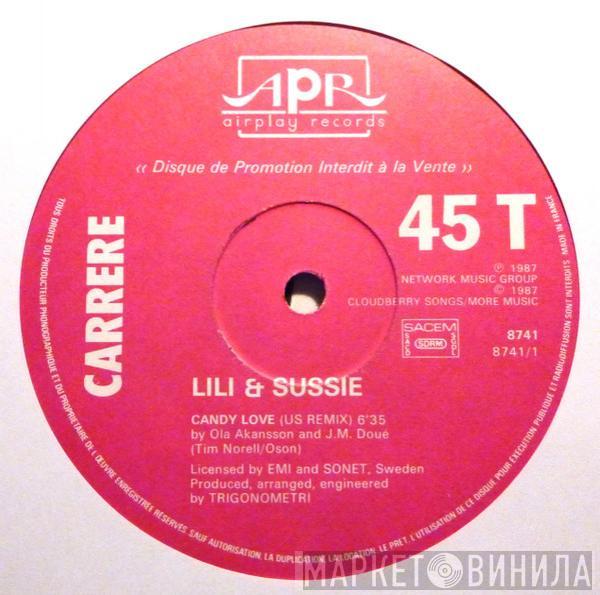 APR
airplay records
‹‹ Disque de Promotion Interdit à la Vente ››
CARRERE
45 T
℗ 1987
NETWORK MUSIC GROUP
© 1987
CLOUDBERRY SONGS/MORE MUSIC
SACEM
SACD
SDRM
SGDL
8741
8741/1
LILI & SUSSIE
CANDY LOVE (US REMIX) 6'35
by Ola Akansson and J.M. Doué
(Tim Norell/Oson)
Licensed by EMI and SONET, Sweden
Produced, arranged, engineered
by TRIGONOMETRI
TOUS DROITS DU PRODUCTEUR PHONOGRAPHIQUE ET DU PROPRIETAIRE DE L'ŒUVRE ENREGISTREE RESERVES. SAUF AUTORISATION, LA DUPLICATION, LA LOCATION, LE PRET, L'UTILISATION DE CE DISQUE POUR EXECUTION PUBLIQUE ET RADIODIFFUSION SONT INTERDITS. MADE IN FRANCE
МАРКЕТВИНИЛА